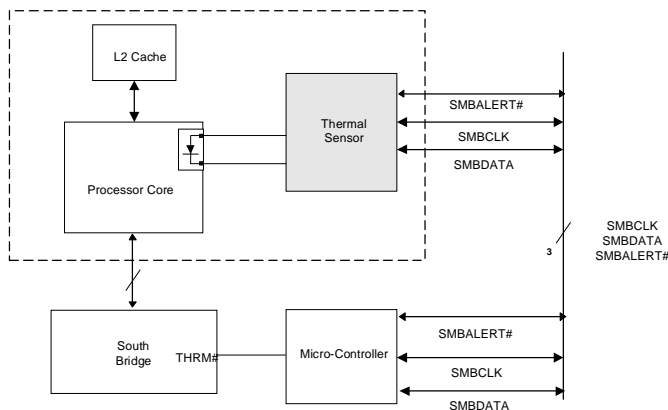 L2 Cache
Thermal
Sensor
SMBALERT#
SMBCLK
SMBDATA
Processor Core
3
SMBCLK
SMBDATA
SMBALERT#
South
Bridge
THRM#
Micro-Controller
SMBALERT#
SMBCLK
SMBDATA